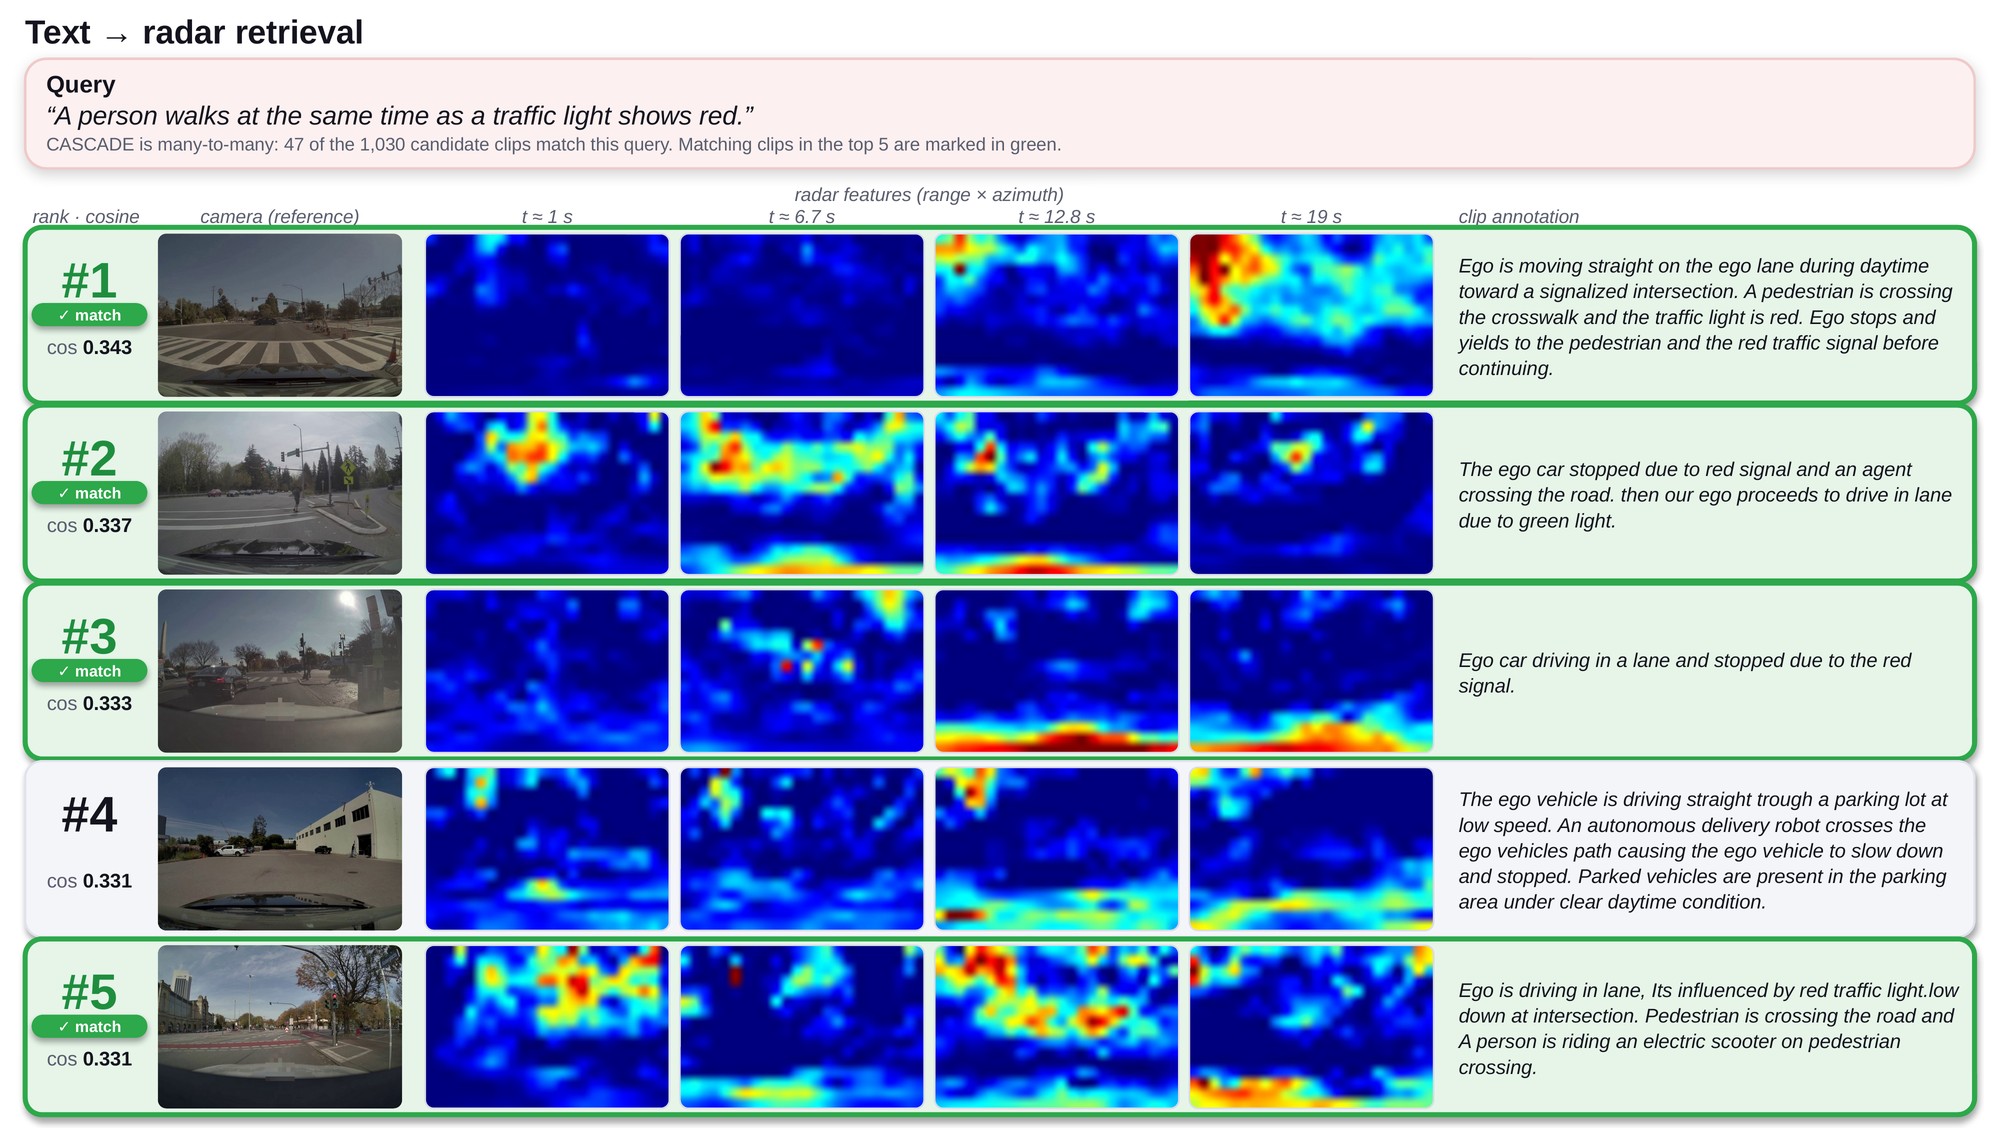 Text → radar retrieval
Query
“A person walks at the same time as a traffic light shows red.”
CASCADE is many-to-many: 47 of the 1,030 candidate clips match this query. Matching clips in the top 5 are marked in green.
radar features (range × azimuth)
rank · cosine camera (reference) t ≈ 1 s t ≈ 6.7 s t ≈ 12.8 s t ≈ 19 s clip annotation
#1
✓ match
cos 0.343
Ego is moving straight on the ego lane during daytime
toward a signalized intersection. A pedestrian is crossing
the crosswalk and the traffic light is red. Ego stops and
yields to the pedestrian and the red traffic signal before
continuing.
#2
✓ match
cos 0.337
The ego car stopped due to red signal and an agent
crossing the road. then our ego proceeds to drive in lane
due to green light.
#3
✓ match
cos 0.333
Ego car driving in a lane and stopped due to the red
signal.
#4
cos 0.331
The ego vehicle is driving straight trough a parking lot at
low speed. An autonomous delivery robot crosses the
ego vehicles path causing the ego vehicle to slow down
and stopped. Parked vehicles are present in the parking
area under clear daytime condition.
#5
✓ match
cos 0.331
Ego is driving in lane, Its influenced by red traffic light.low
down at intersection. Pedestrian is crossing the road and
A person is riding an electric scooter on pedestrian
crossing.